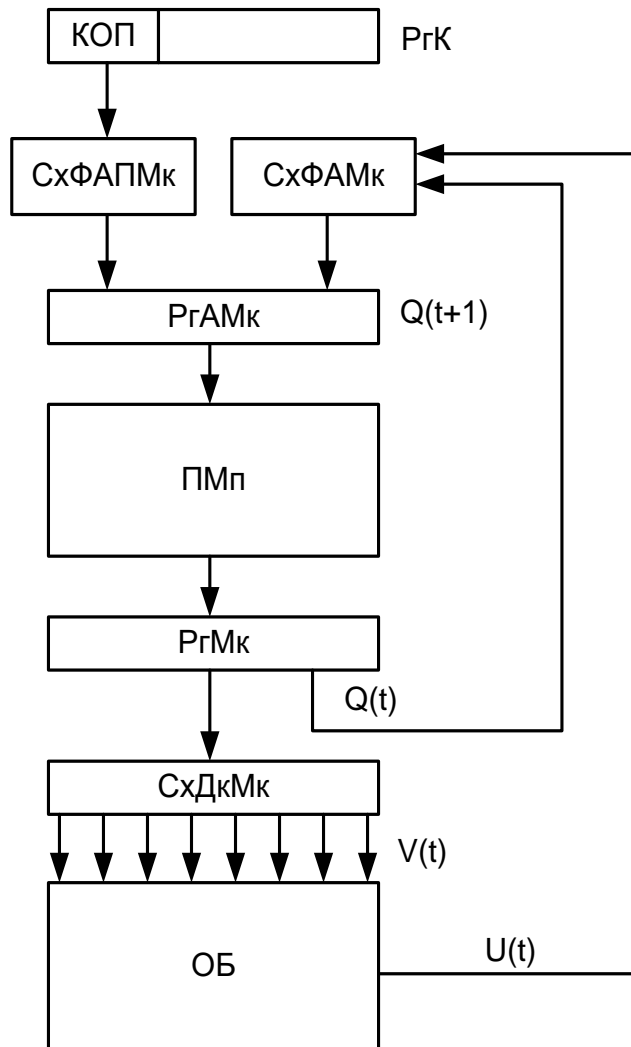 КОП
РгК
СхФАПМк
СхФАМк
РгАМк
Q(t+1)
ПМп
РгМк
Q(t)
СхДкМк
V(t)
ОБ
U(t)